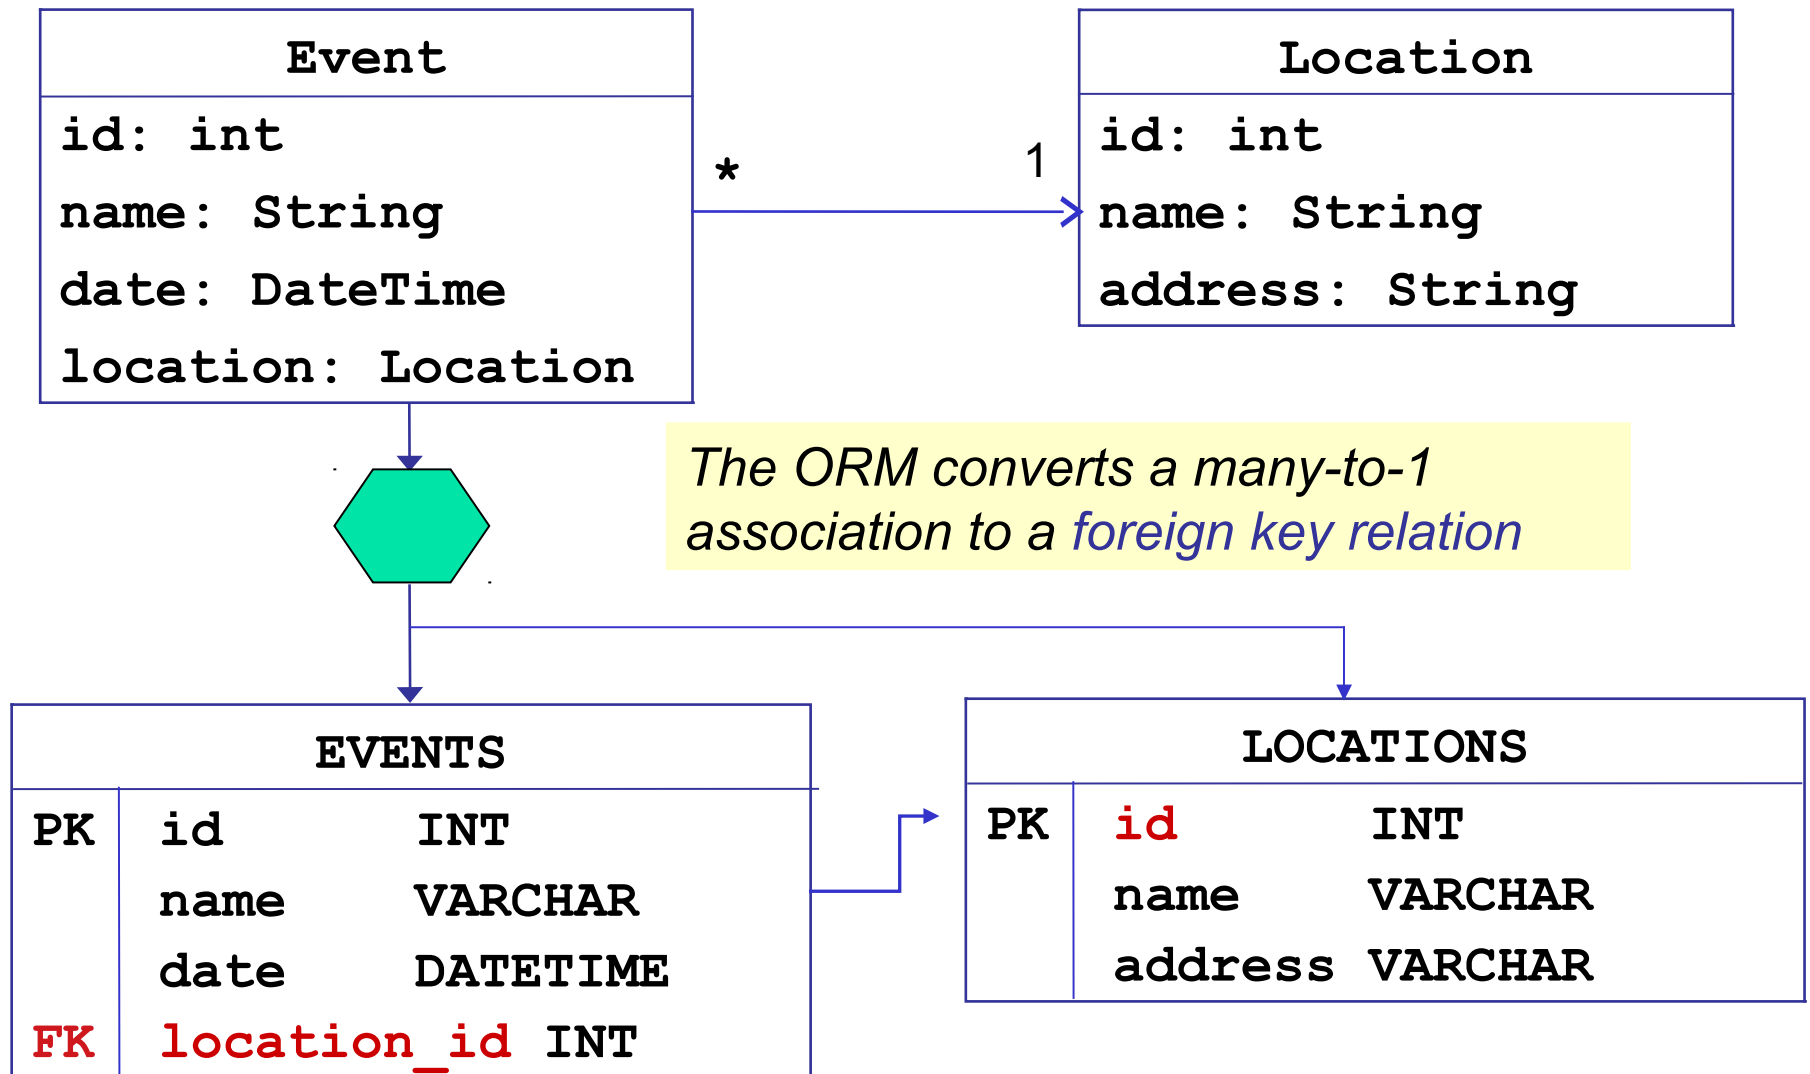 Event
id: int
name: String
date: DateTime
location: Location
* 1
Location
id: int
name: String
address: String
The ORM converts a many-to-1
association to a foreign key relation
EVENTS
PK id INT
name VARCHAR
date DATETIME
FK location_id INT
LOCATIONS
PK id INT
name VARCHAR
address VARCHAR